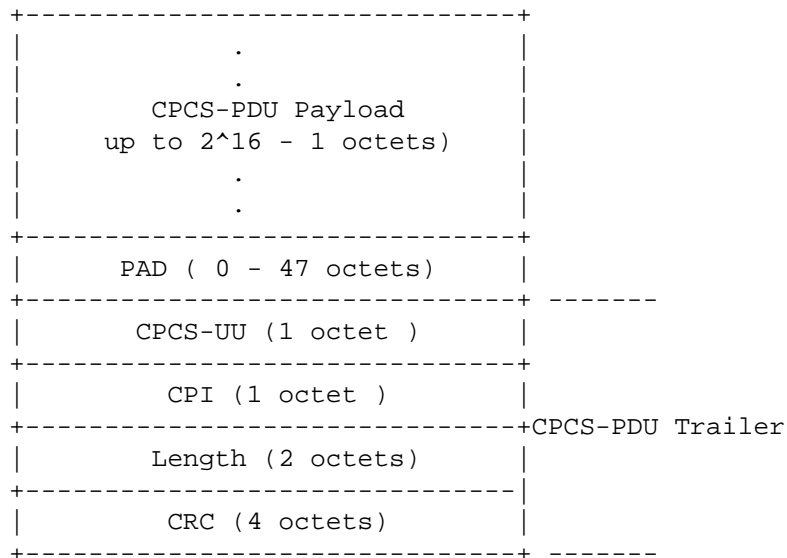 +-------------------------------+
|               .               |
|               .               |
|        CPCS-PDU Payload       |
|     up to 2^16 - 1 octets)    |
|               .               |
|               .               |
+-------------------------------+
|      PAD ( 0 - 47 octets)     |
+-------------------------------+ -------
|       CPCS-UU (1 octet )      |
+-------------------------------+
|         CPI (1 octet )        |
+-------------------------------+CPCS-PDU Trailer
|        Length (2 octets)      |
+-------------------------------|
|         CRC (4 octets)        |
+-------------------------------+ -------